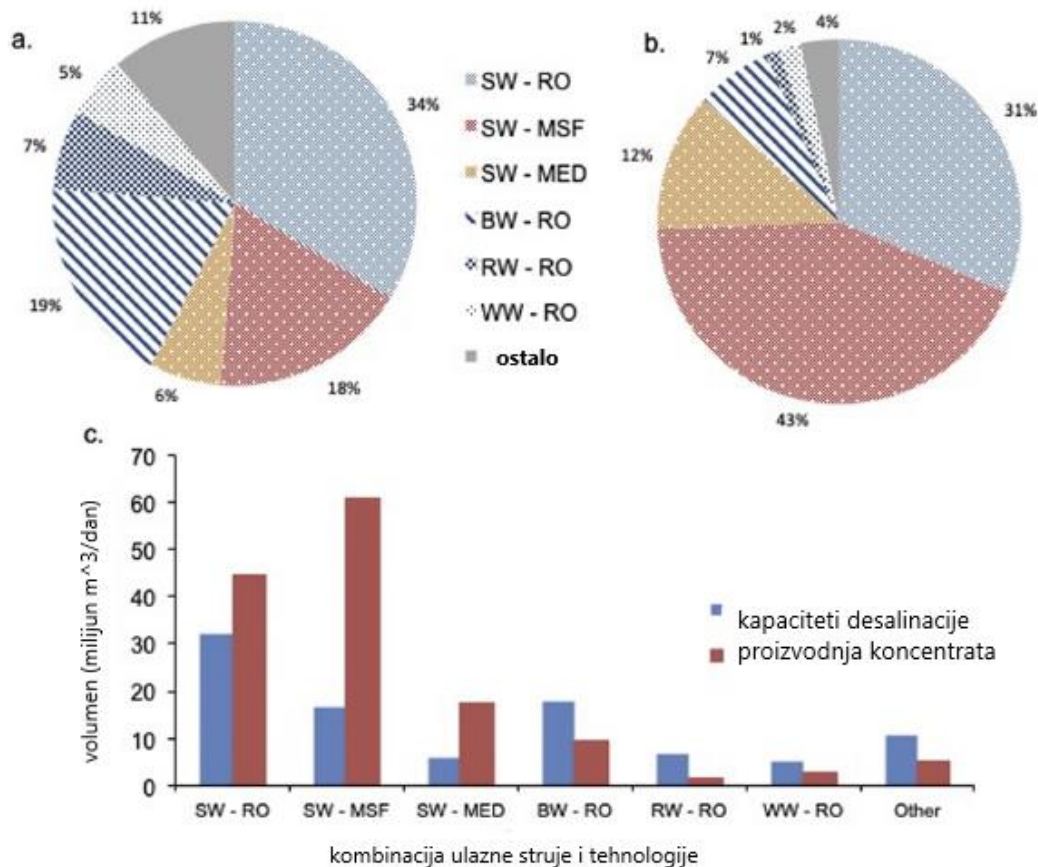 a.
11%
5%
7%
19%
6%
18%
34%
SW - RO
SW - MSF
SW - MED
BW - RO
RW - RO
WW - RO
ostalo
b.
4%
2%
1%
7%
12%
43%
31%
c.
volumen (milijun m^3/dan)
70
60
50
40
30
20
10
0
kapaciteti desalinacije
proizvodnja koncentrata
SW - RO SW - MSF SW - MED BW - RO RW - RO WW - RO Other
kombinacija ulazne struje i tehnologije